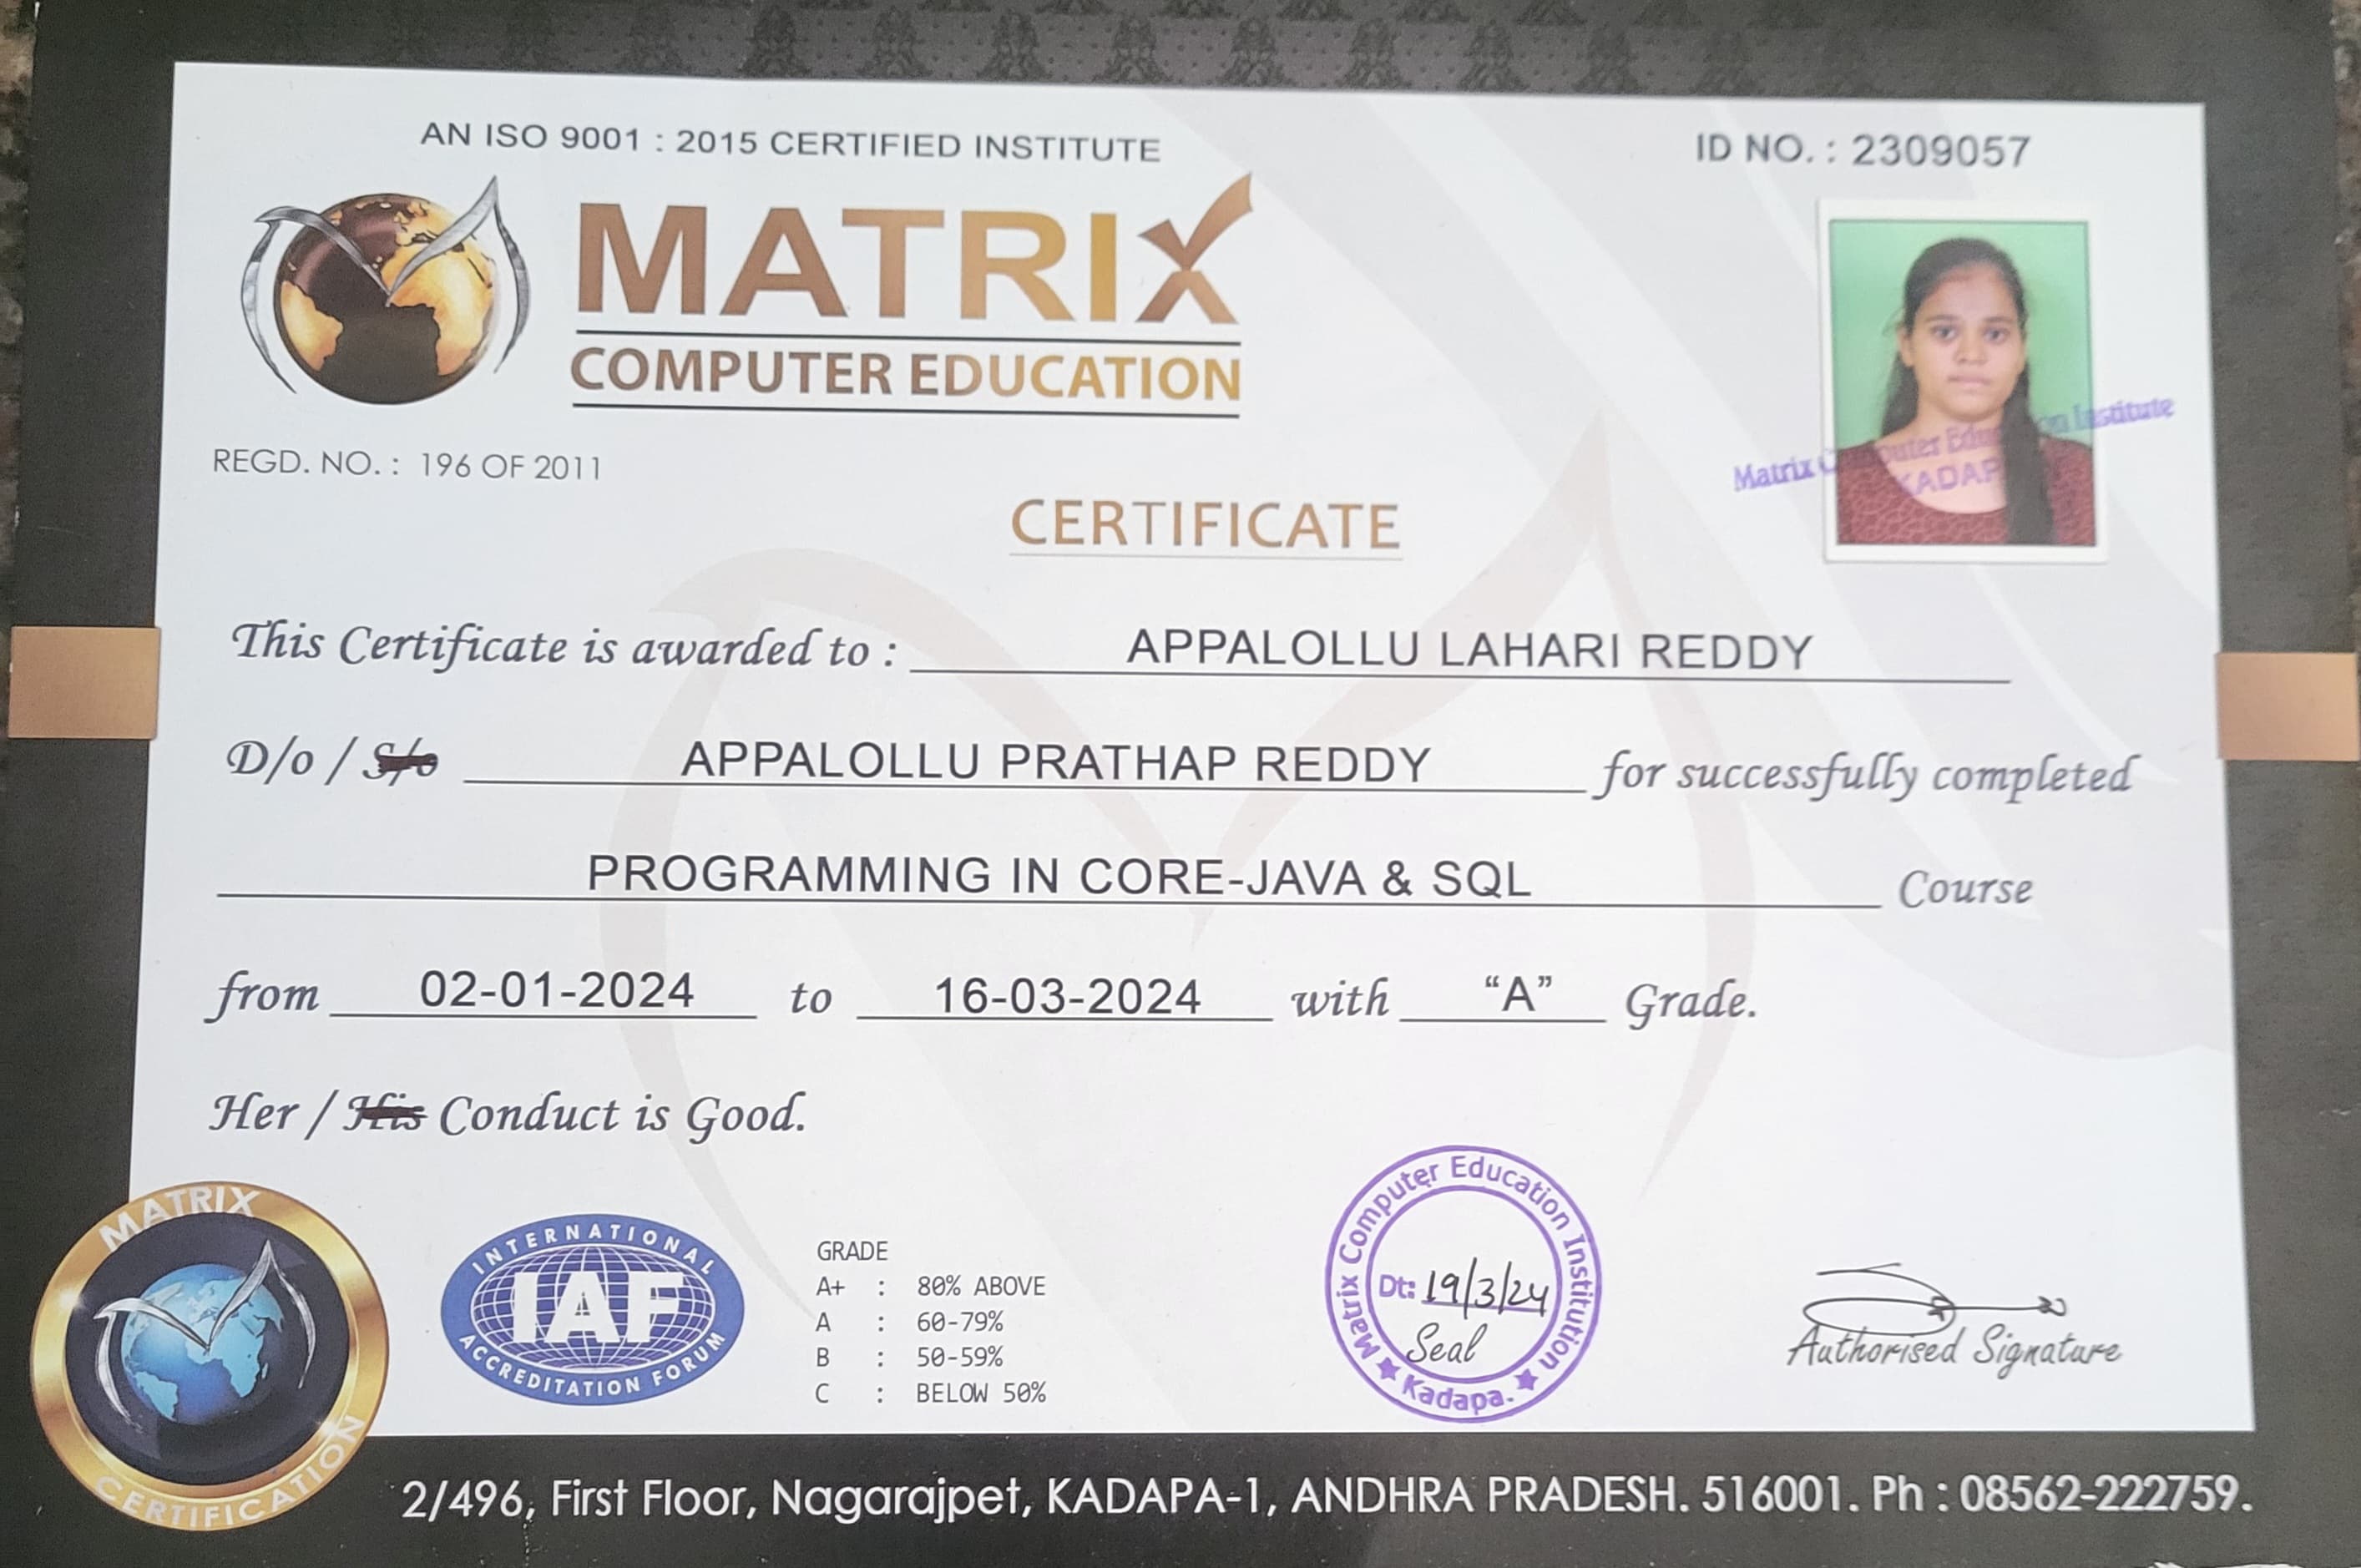 AN ISO 9001 : 2015 CERTIFIED INSTITUTE
ID NO. : 2309057
MATRIX
COMPUTER EDUCATION
REGD. NO. : 196 OF 2011
Matrix Computer Education Institute
KADAP
CERTIFICATE
This Certificate is awarded to : APPALOLLU LAHARI REDDY
D/o / S/o APPALOLLU PRATHAP REDDY for successfully completed
PROGRAMMING IN CORE-JAVA & SQL Course
from 02-01-2024 to 16-03-2024 with "A" Grade.
Her / His Conduct is Good.
MATRIX
CERTIFICATION
INTERNATIONAL
IAF
ACCREDITATION FORUM
GRADE
A+ : 80% ABOVE
A : 60-79%
B : 50-59%
C : BELOW 50%
Matrix Computer Education Institution
Dt: 19/3/24
Seal
★ Kadapa. ★
Authorised Signature
2/496, First Floor, Nagarajpet, KADAPA-1, ANDHRA PRADESH. 516001. Ph : 08562-222759.